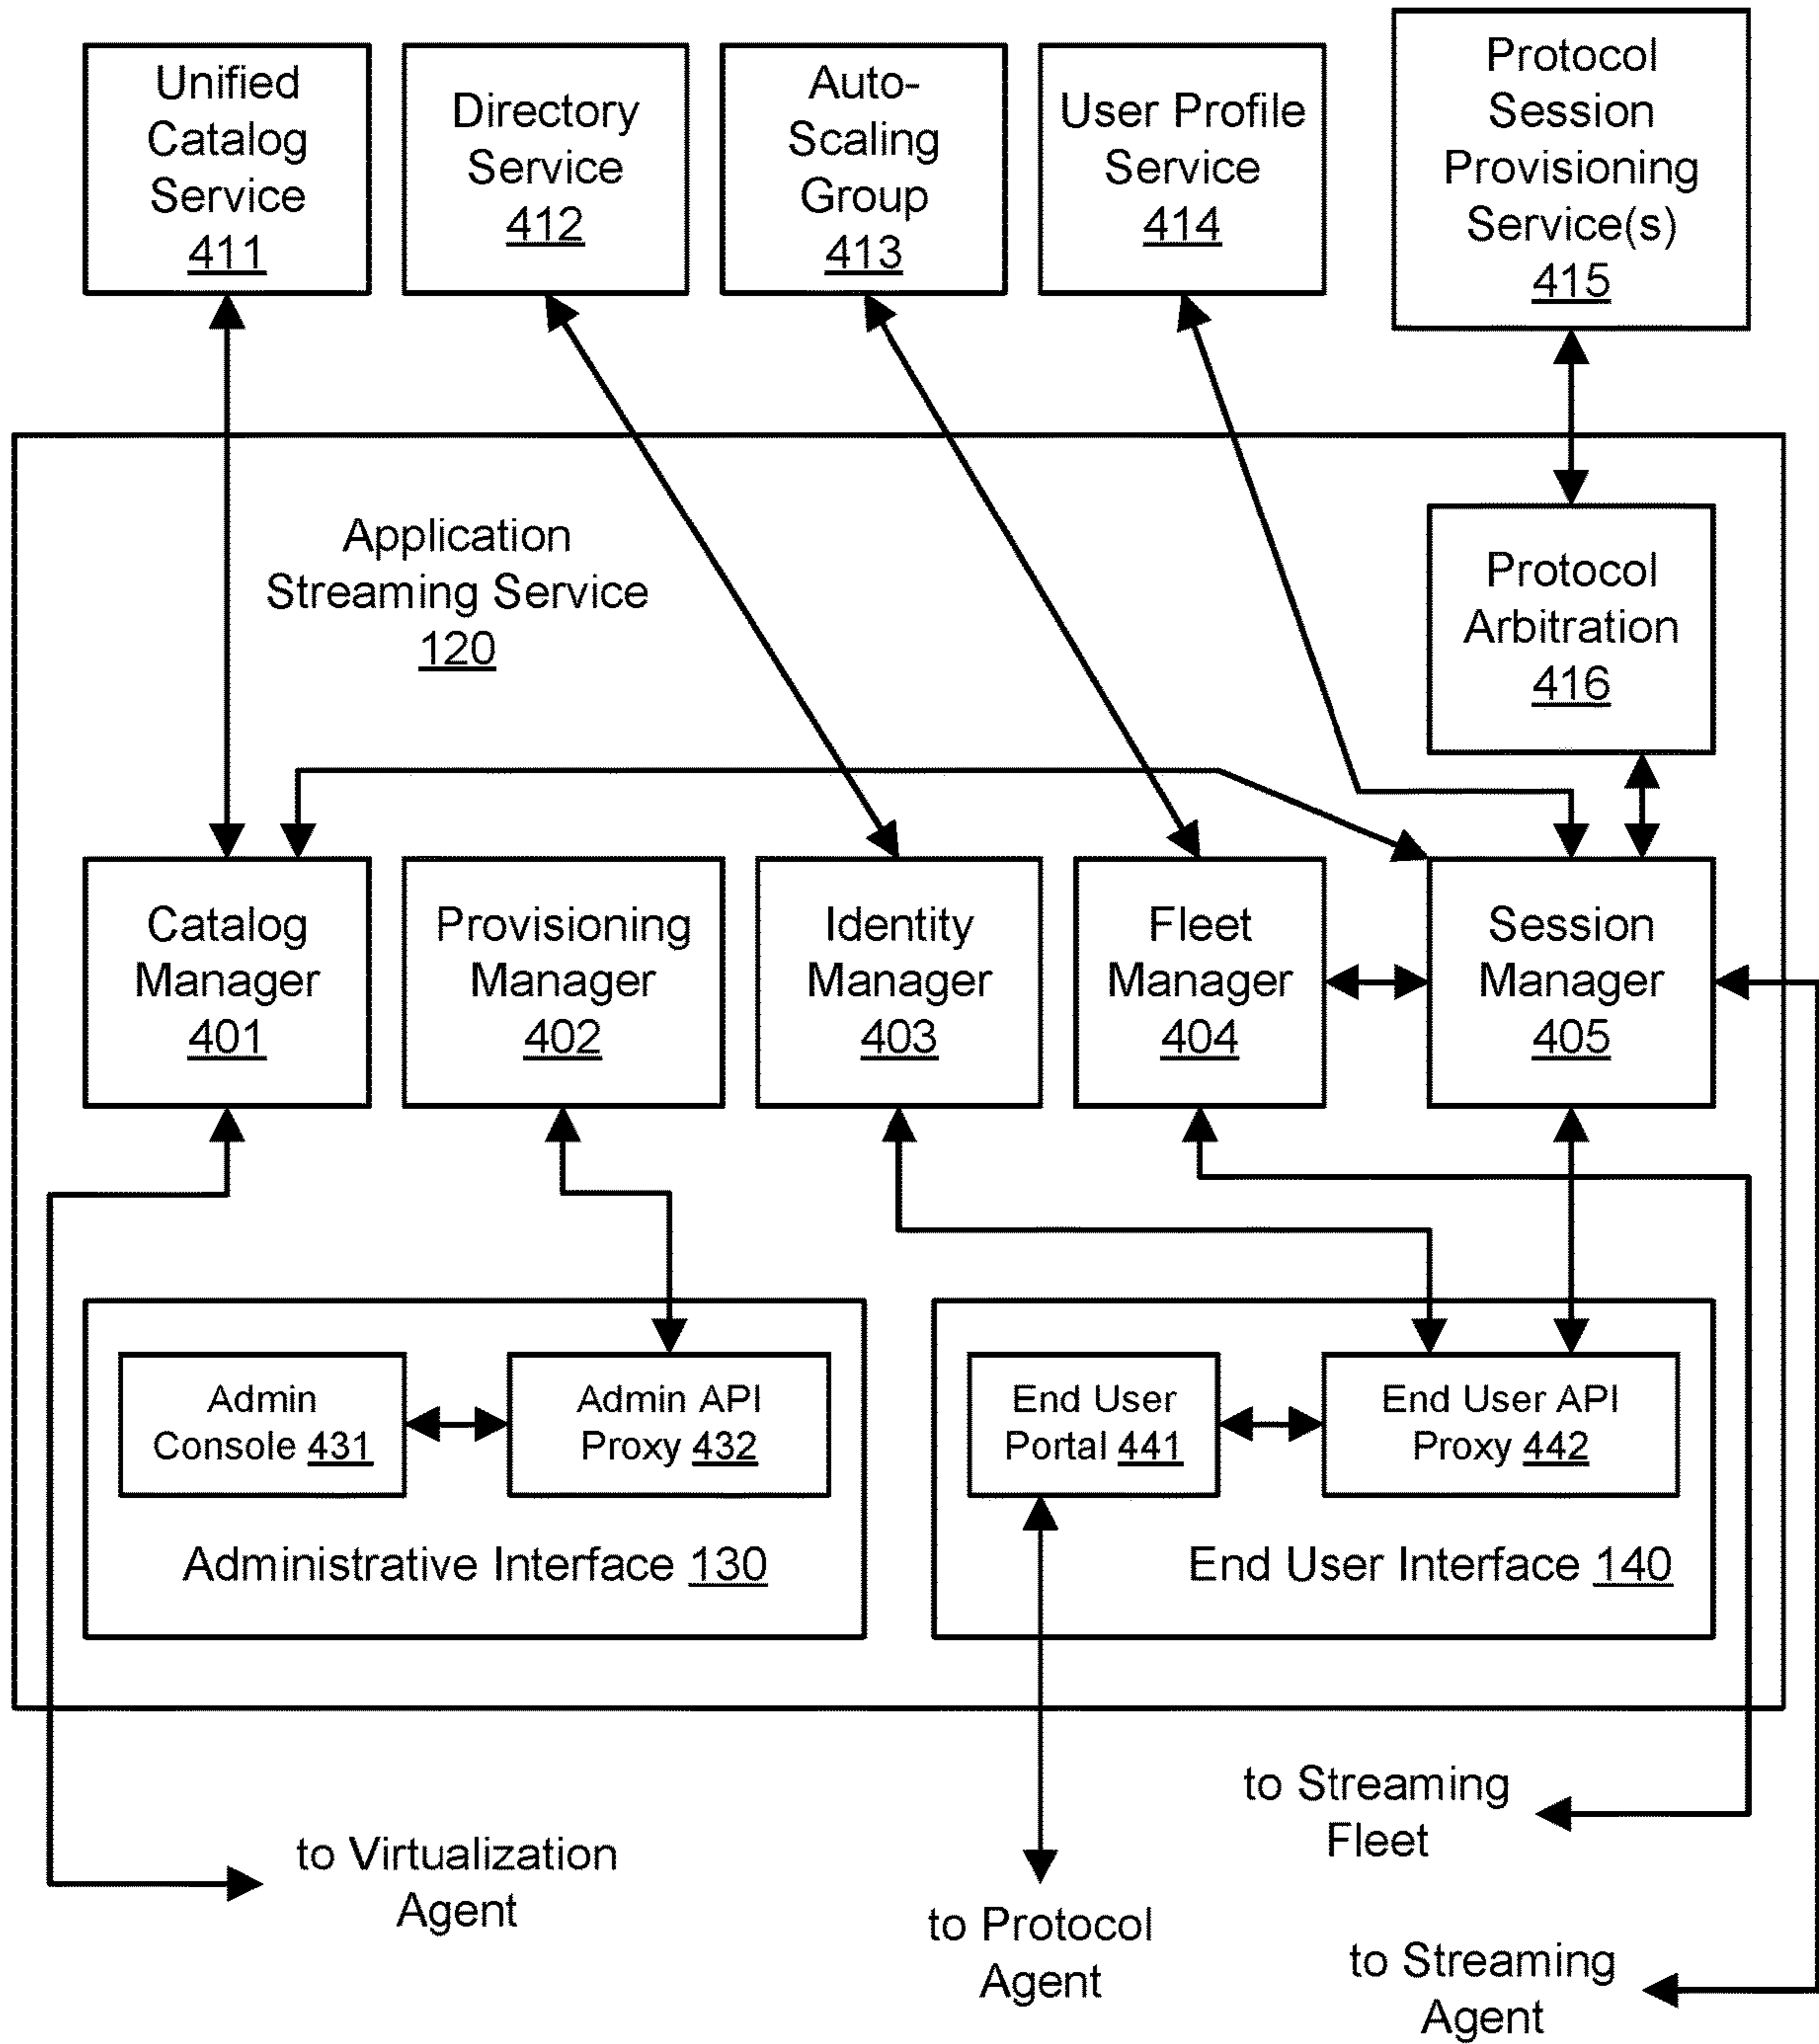 Unified
Catalog
Service
411
Directory
Service
412
Auto-
Scaling
Group
413
User Profile
Service
414
Protocol
Session
Provisioning
Service(s)
415
Application
Streaming Service
120
Protocol
Arbitration
416
Catalog
Manager
401
Provisioning
Manager
402
Identity
Manager
403
Fleet
Manager
404
Session
Manager
405
Admin
Console 431
Admin API
Proxy 432
Administrative Interface 130
End User
Portal 441
End User API
Proxy 442
End User Interface 140
to Virtualization
Agent
to Protocol
Agent
to Streaming
Fleet
to Streaming
Agent